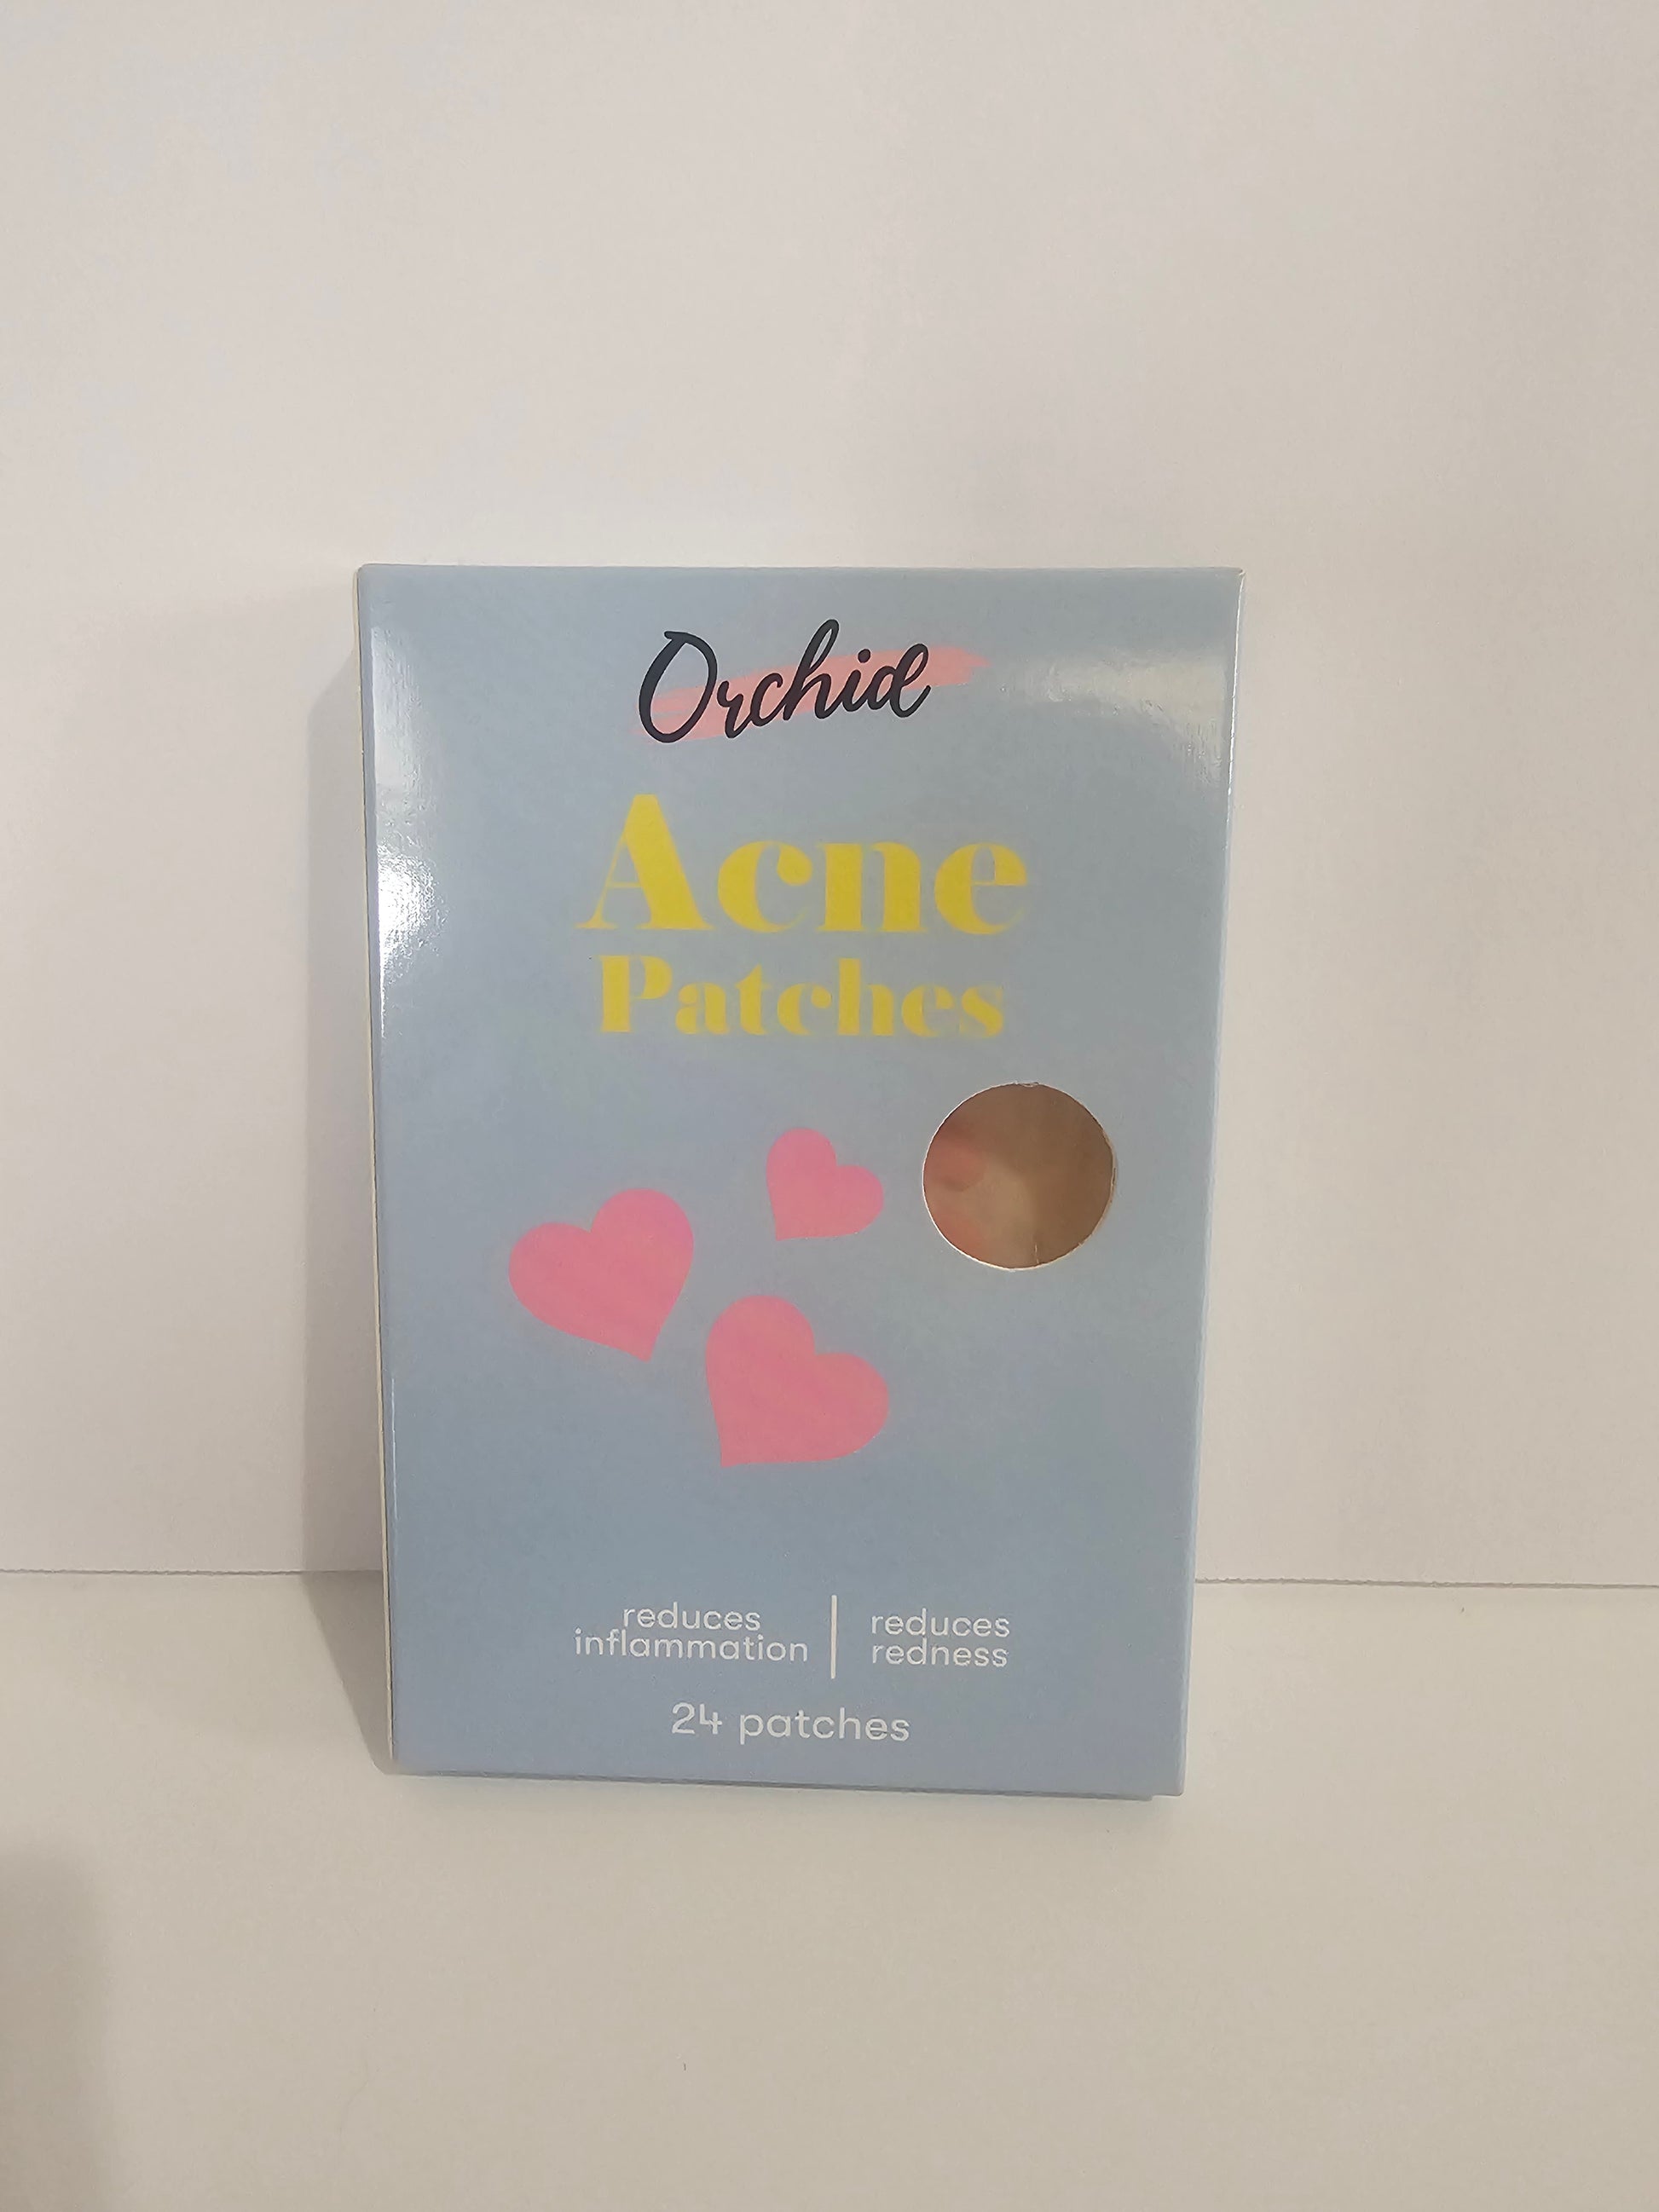 Orchid
Acne
Patches
reduces
inflammation
reduces
redness
24 patches